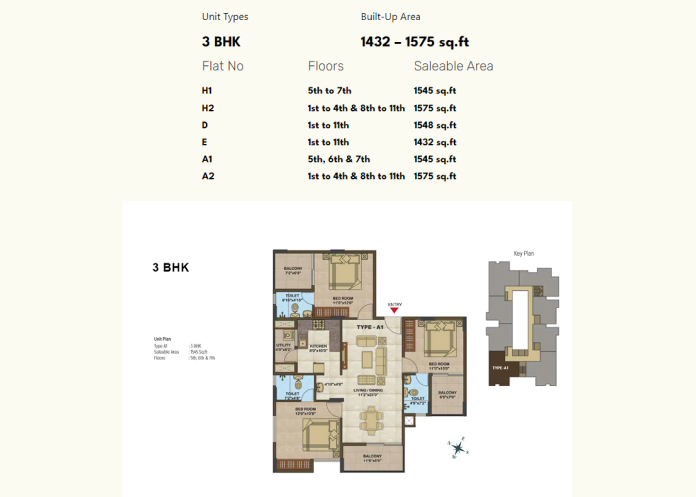 Unit Types Built-Up Area
3 BHK 1432 – 1575 sq.ft
Flat No Floors Saleable Area
H1 5th to 7th 1545 sq.ft
H2 1st to 4th & 8th to 11th 1575 sq.ft
D 1st to 11th 1548 sq.ft
E 1st to 11th 1432 sq.ft
A1 5th, 6th & 7th 1545 sq.ft
A2 1st to 4th & 8th to 11th 1575 sq.ft
3 BHK
Key Plan
Unit Plan
Type A1 : 3 BHK
Saleable Area : 1545 Sq.ft
Floors : 5th, 6th & 7th
BALCONY
TOILET
BED ROOM
ENTRY
TYPE - A1
UTILITY
KITCHEN
BED ROOM
TOILET
LIVING / DINING
TOILET
BALCONY
BED ROOM
BALCONY
TYPE-A1